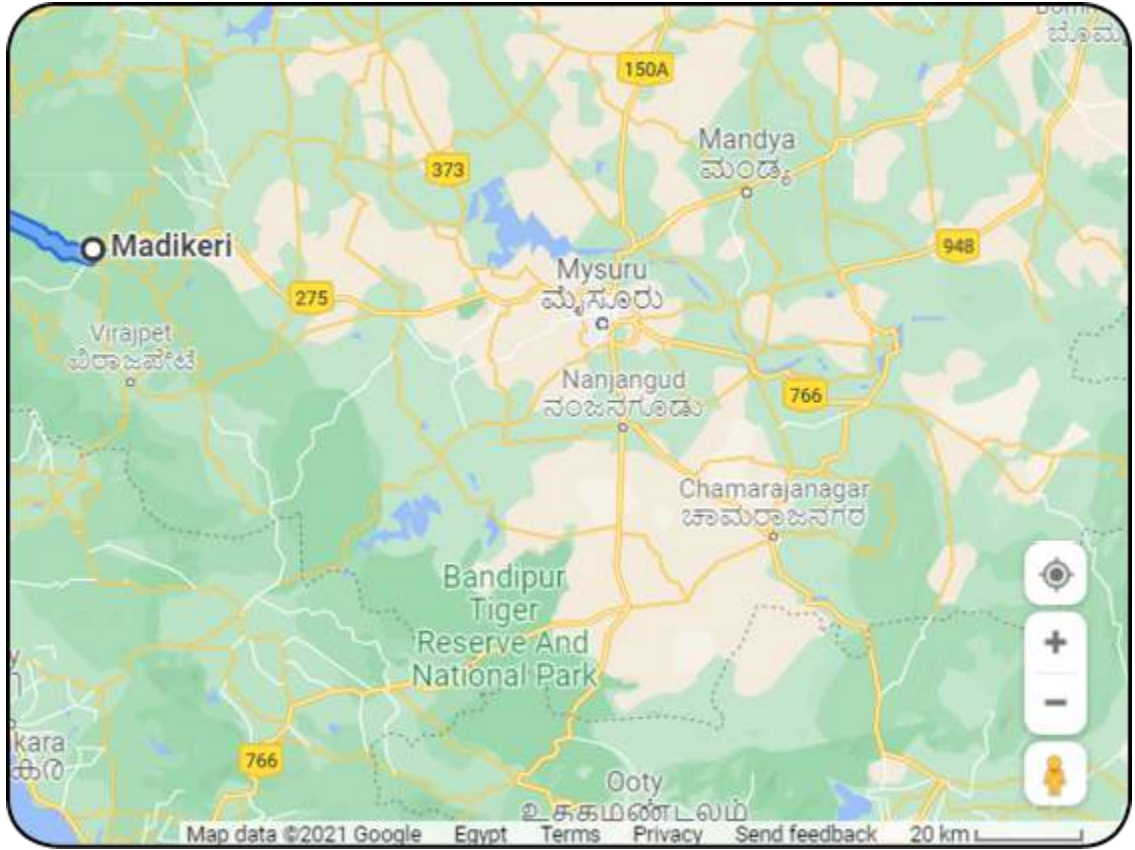 ಬೊಮ್ಮ
150A
Mandya
ಮಂಡ್ಯ
373
Madikeri
948
Mysuru
ಮೈಸೂರು
275
Virajpet
ವಿರಾಜಪೇಟೆ
Nanjangud
ನಂಜನಗೂಡು
766
Chamarajanagar
ಚಾಮರಾಜನಗರ
Bandipur
Tiger
Reserve And
National Park
kara
766
Ooty
உதகமண்டலம்
Map data ©2021 Google Egypt Terms Privacy Send feedback 20 km